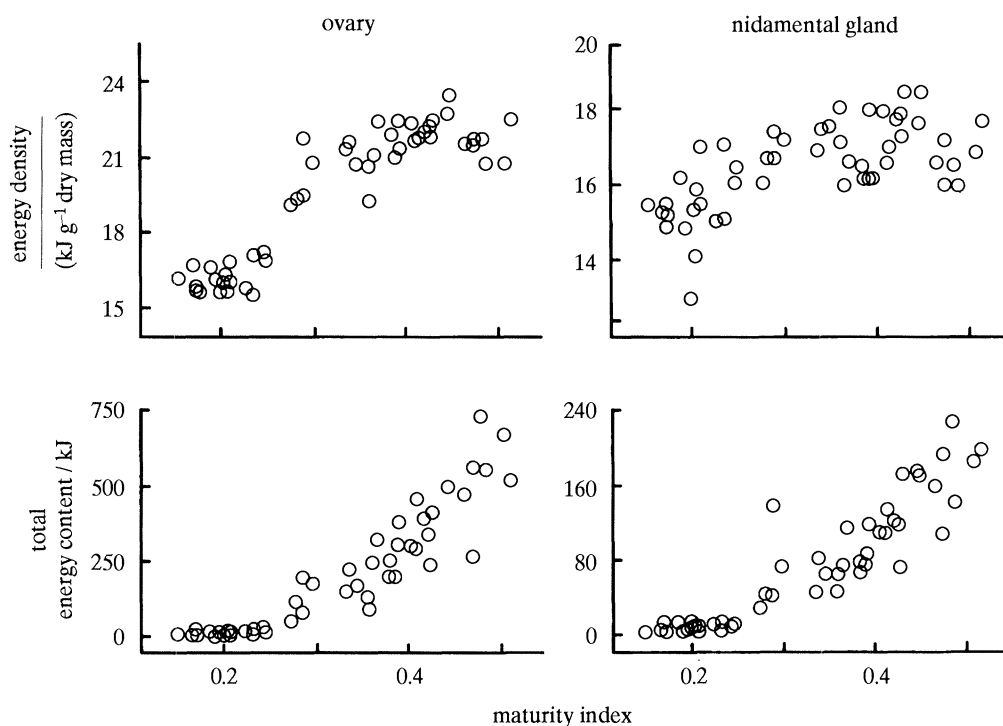 ovary
nidamental gland
energy density
(kJ g⁻¹ dry mass)
24
21
18
15
20
18
16
14
total
energy content / kJ
750
500
250
0
240
160
80
0
0.2
0.4
0.2
0.4
maturity index